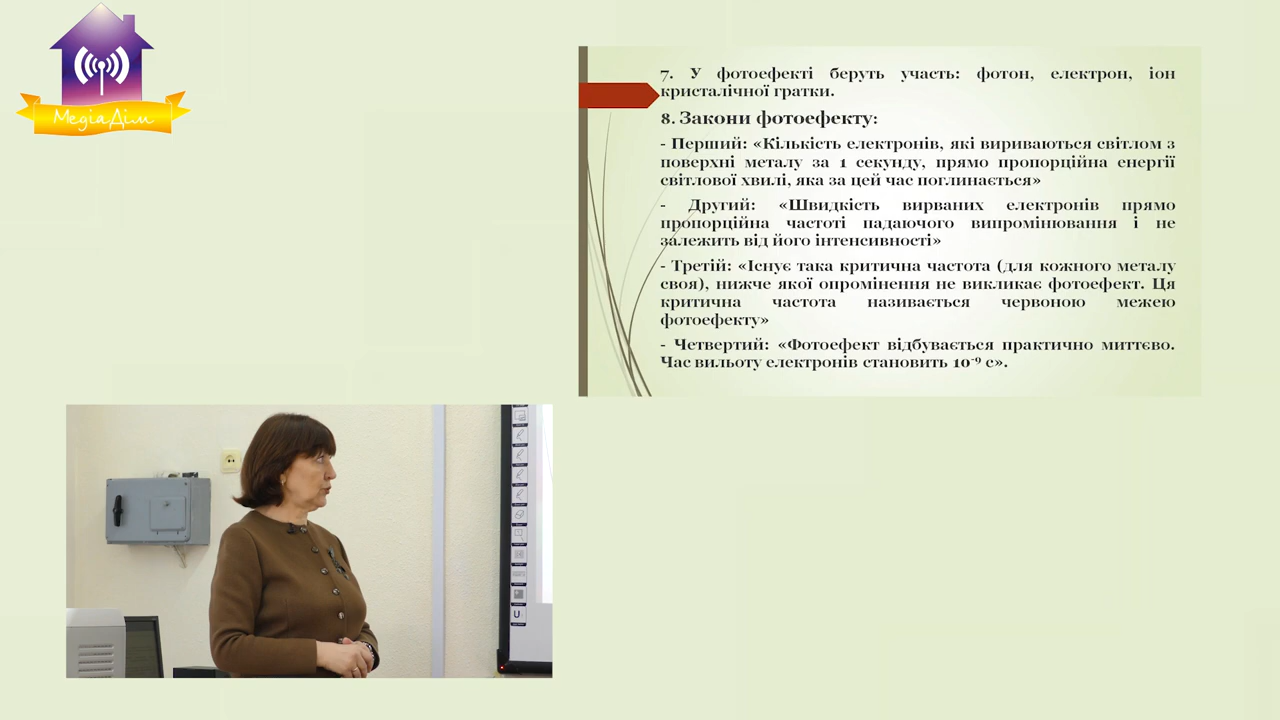 МедіаДім
7. У фотоефекті беруть участь: фотон, електрон, іон
кристалічної гратки.
8. Закони фотоефекту:
- Перший: «Кількість електронів, які вириваються світлом з
поверхні металу за 1 секунду, прямо пропорційна енергії
світлової хвилі, яка за цей час поглинається»
- Другий: «Швидкість вирваних електронів прямо
пропорційна частоті падаючого випромінювання і не
залежить від його інтенсивності»
- Третій: «Існує така критична частота (для кожного металу
своя), нижче якої опромінення не викликає фотоефект. Ця
критична частота називається червоною межею
фотоефекту»
- Четвертий: «Фотоефект відбувається практично миттєво.
Час вильоту електронів становить 10⁻⁹ с».
U